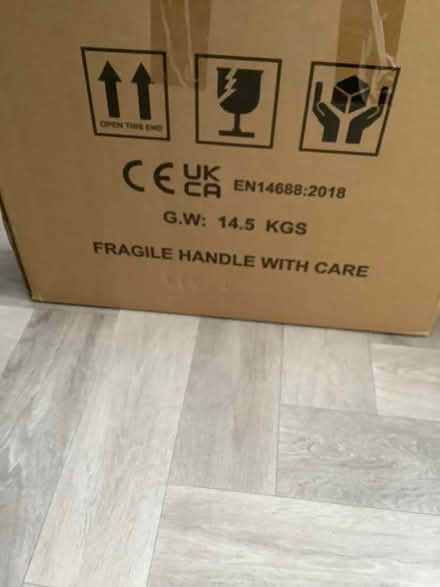 OPEN THIS END
CE UK CA EN14688:2018
G.W: 14.5 KGS
FRAGILE HANDLE WITH CARE